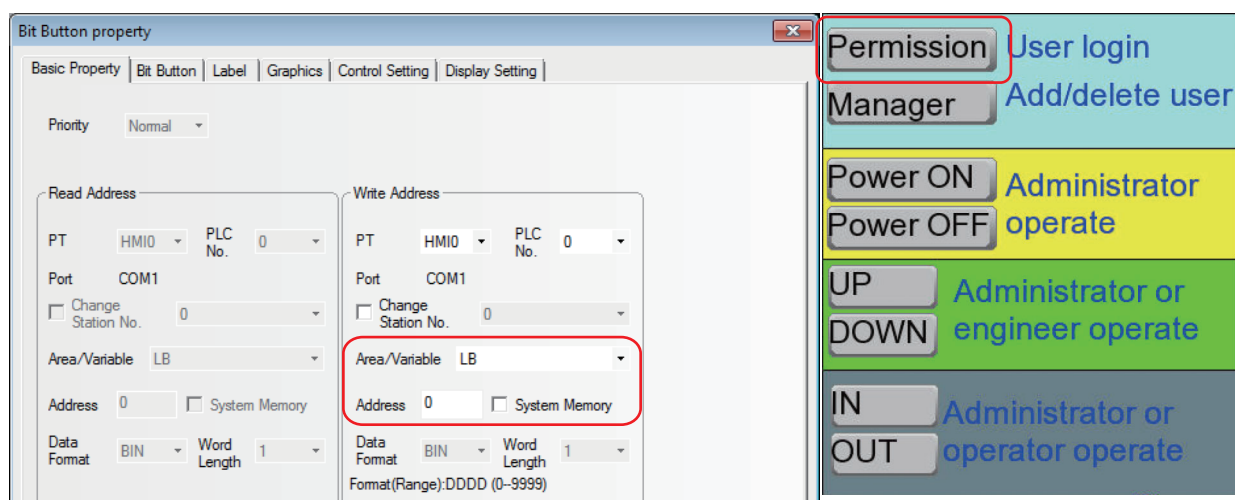 Bit Button property
Basic Property Bit Button Label Graphics Control Setting Display Setting
Priority Normal
Read Address
PT HMI0 PLC No. 0
Port COM1
Change Station No. 0
Area/Variable LB
Address 0 System Memory
Data Format BIN Word Length 1
Write Address
PT HMI0 PLC No. 0
Port COM1
Change Station No. 0
Area/Variable LB
Address 0 System Memory
Data Format BIN Word Length 1
Format(Range):DDDD (0--9999)
Permission User login
Manager Add/delete user
Power ON Administrator
Power OFF operate
UP Administrator or
DOWN engineer operate
IN Administrator or
OUT operator operate